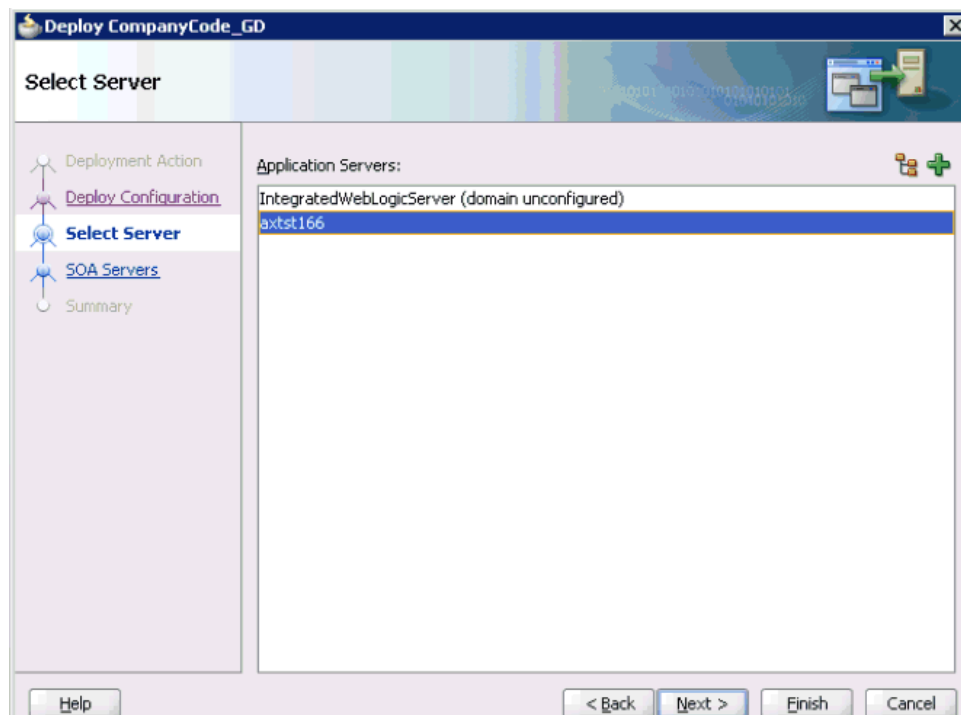 Deploy CompanyCode_GD
Select Server
Deployment Action
Deploy Configuration
Select Server
SOA Servers
Summary
Application Servers:
IntegratedWebLogicServer (domain unconfigured)
axtst166
Help
< Back
Next >
Finish
Cancel